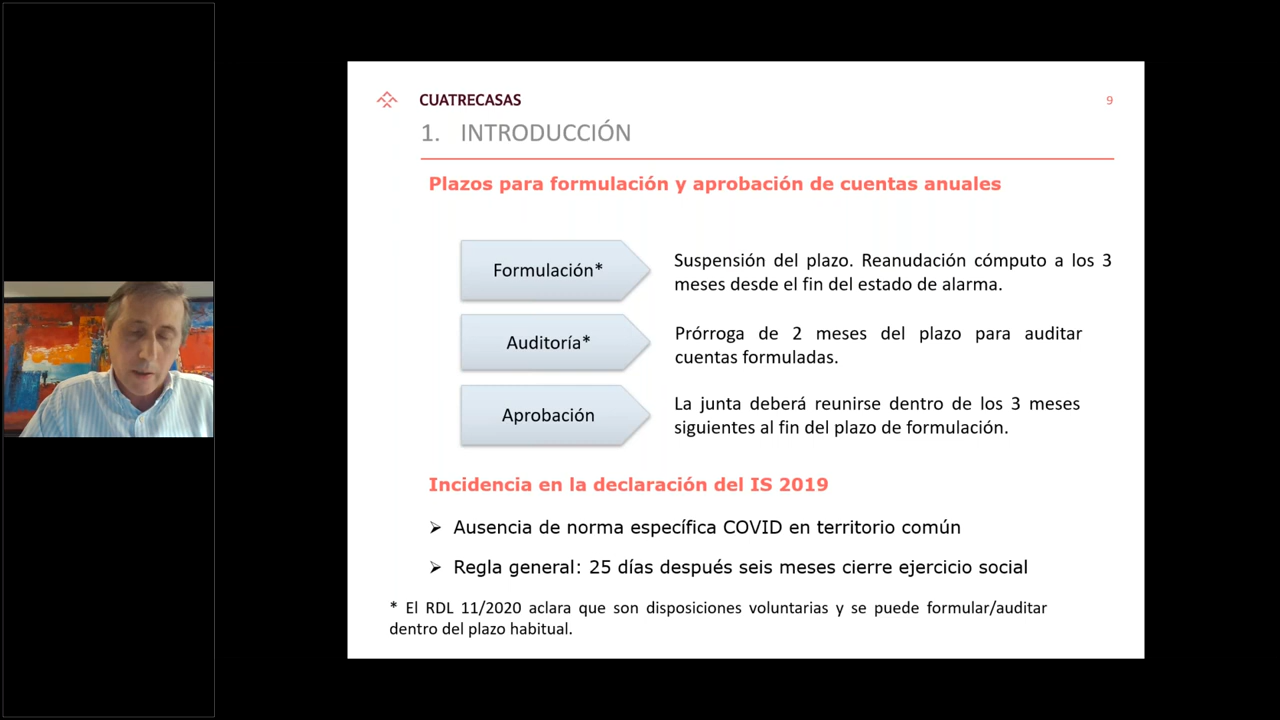 CUATRECASAS
9
1. INTRODUCCIÓN
Plazos para formulación y aprobación de cuentas anuales
Formulación*
Suspensión del plazo. Reanudación cómputo a los 3
meses desde el fin del estado de alarma.
Auditoría*
Prórroga de 2 meses del plazo para auditar
cuentas formuladas.
Aprobación
La junta deberá reunirse dentro de los 3 meses
siguientes al fin del plazo de formulación.
Incidencia en la declaración del IS 2019
➢ Ausencia de norma específica COVID en territorio común
➢ Regla general: 25 días después seis meses cierre ejercicio social
* El RDL 11/2020 aclara que son disposiciones voluntarias y se puede formular/auditar
dentro del plazo habitual.